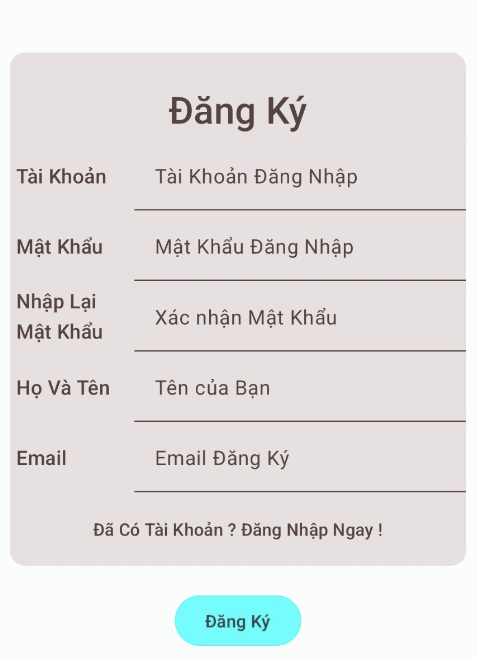 Đăng Ký
Tài Khoản
Tài Khoản Đăng Nhập
Mật Khẩu
Mật Khẩu Đăng Nhập
Nhập Lại
Mật Khẩu
Xác nhận Mật Khẩu
Họ Và Tên
Tên của Bạn
Email
Email Đăng Ký
Đã Có Tài Khoản ? Đăng Nhập Ngay !
Đăng Ký